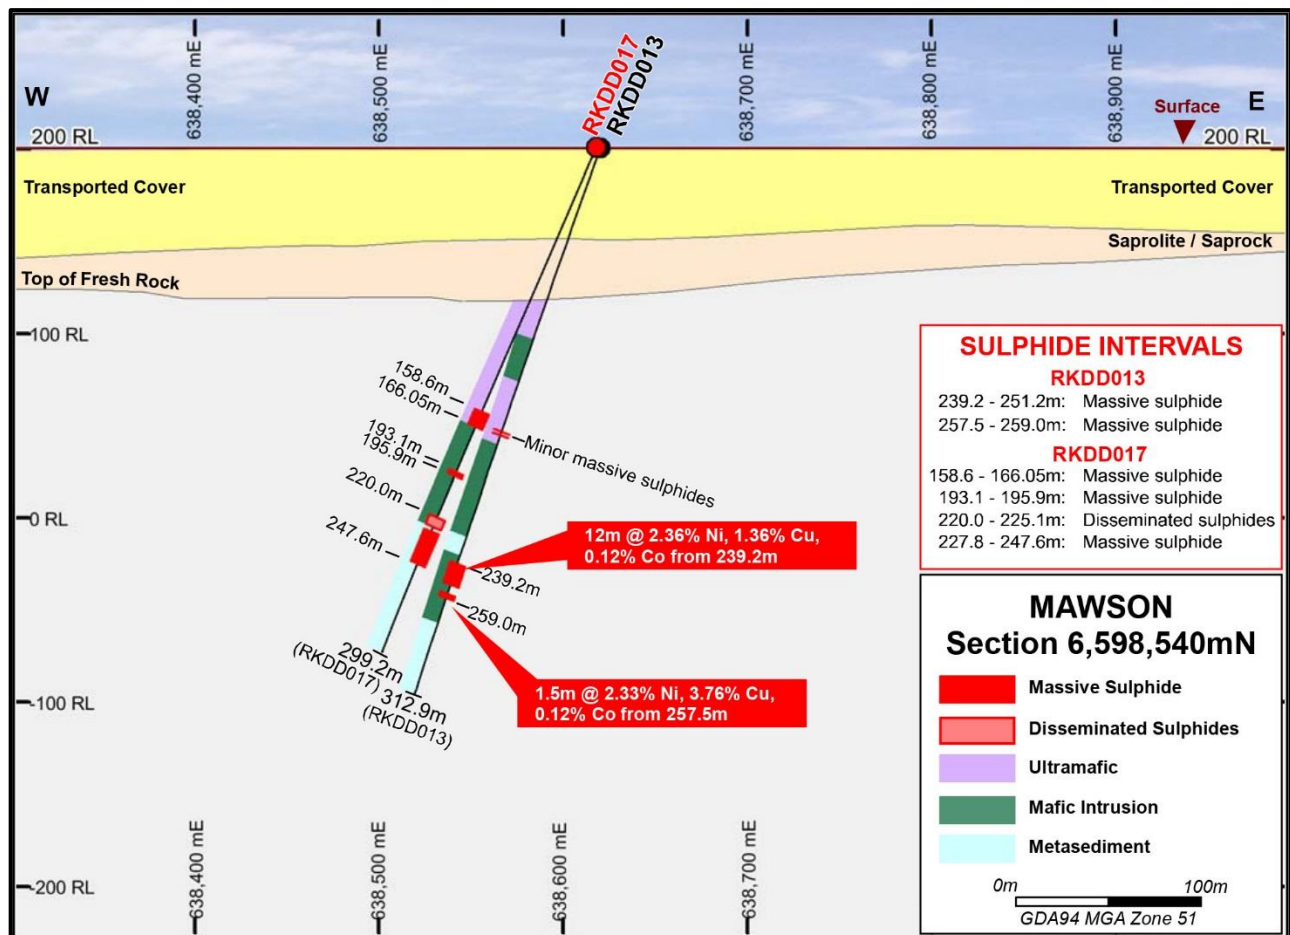 638,400 mE
638,500 mE
RKDD017
RKDD013
638,700 mE
638,800 mE
638,900 mE
W
E
Surface
200 RL
200 RL
Transported Cover
Transported Cover
Saprolite / Saprock
Top of Fresh Rock
100 RL
158.6m
166.05m
193.1m
195.9m
Minor massive sulphides
220.0m
0 RL
247.6m
12m @ 2.36% Ni, 1.36% Cu,
0.12% Co from 239.2m
239.2m
259.0m
299.2m
(RKDD017)
312.9m
(RKDD013)
1.5m @ 2.33% Ni, 3.76% Cu,
0.12% Co from 257.5m
-100 RL
-200 RL
638,400 mE
638,500 mE
638,600 mE
638,700 mE
SULPHIDE INTERVALS
RKDD013
239.2 - 251.2m: Massive sulphide
257.5 - 259.0m: Massive sulphide
RKDD017
158.6 - 166.05m: Massive sulphide
193.1 - 195.9m: Massive sulphide
220.0 - 225.1m: Disseminated sulphides
227.8 - 247.6m: Massive sulphide
MAWSON
Section 6,598,540mN
Massive Sulphide
Disseminated Sulphides
Ultramafic
Mafic Intrusion
Metasediment
0m 100m
GDA94 MGA Zone 51